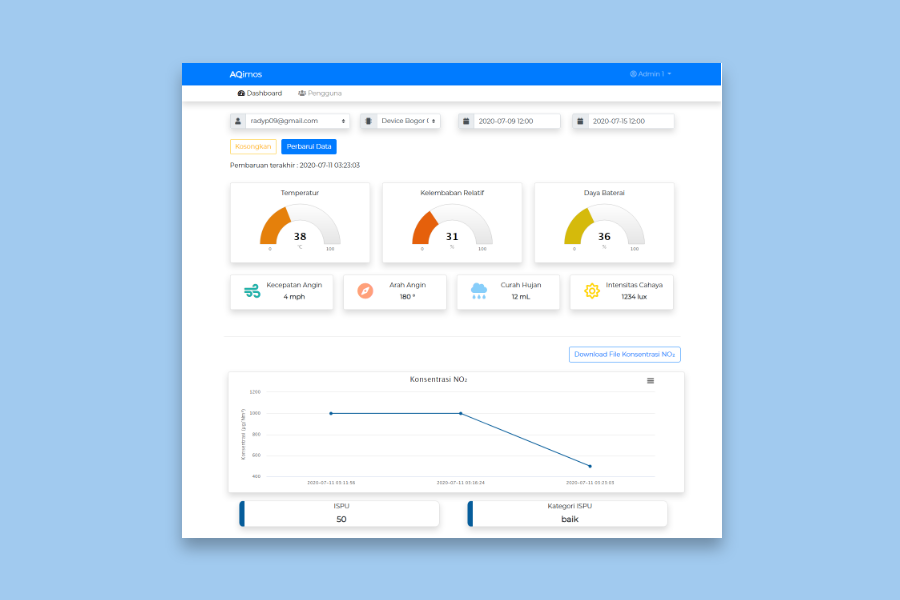 AQimos
Admin 1
Dashboard
Pengguna
radyp09@gmail.com
Device Bogor (
2020-07-09 12:00
2020-07-15 12:00
Kosongkan
Perbarui Data
Pembaruan terakhir : 2020-07-11 03:23:03
Temperatur
38
°C
0
100
Kelembaban Relatif
31
%
0
100
Daya Baterai
36
%
0
100
Kecepatan Angin
4 mph
Arah Angin
180 °
Curah Hujan
12 mL
Intensitas Cahaya
1234 lux
Download File Konsentrasi NO₂
Konsentrasi NO₂
Konsentrasi (μg/Nm³)
1200
1000
800
600
400
2020-07-11 03:13:56
2020-07-11 03:16:24
2020-07-11 03:23:03
ISPU
50
Kategori ISPU
baik